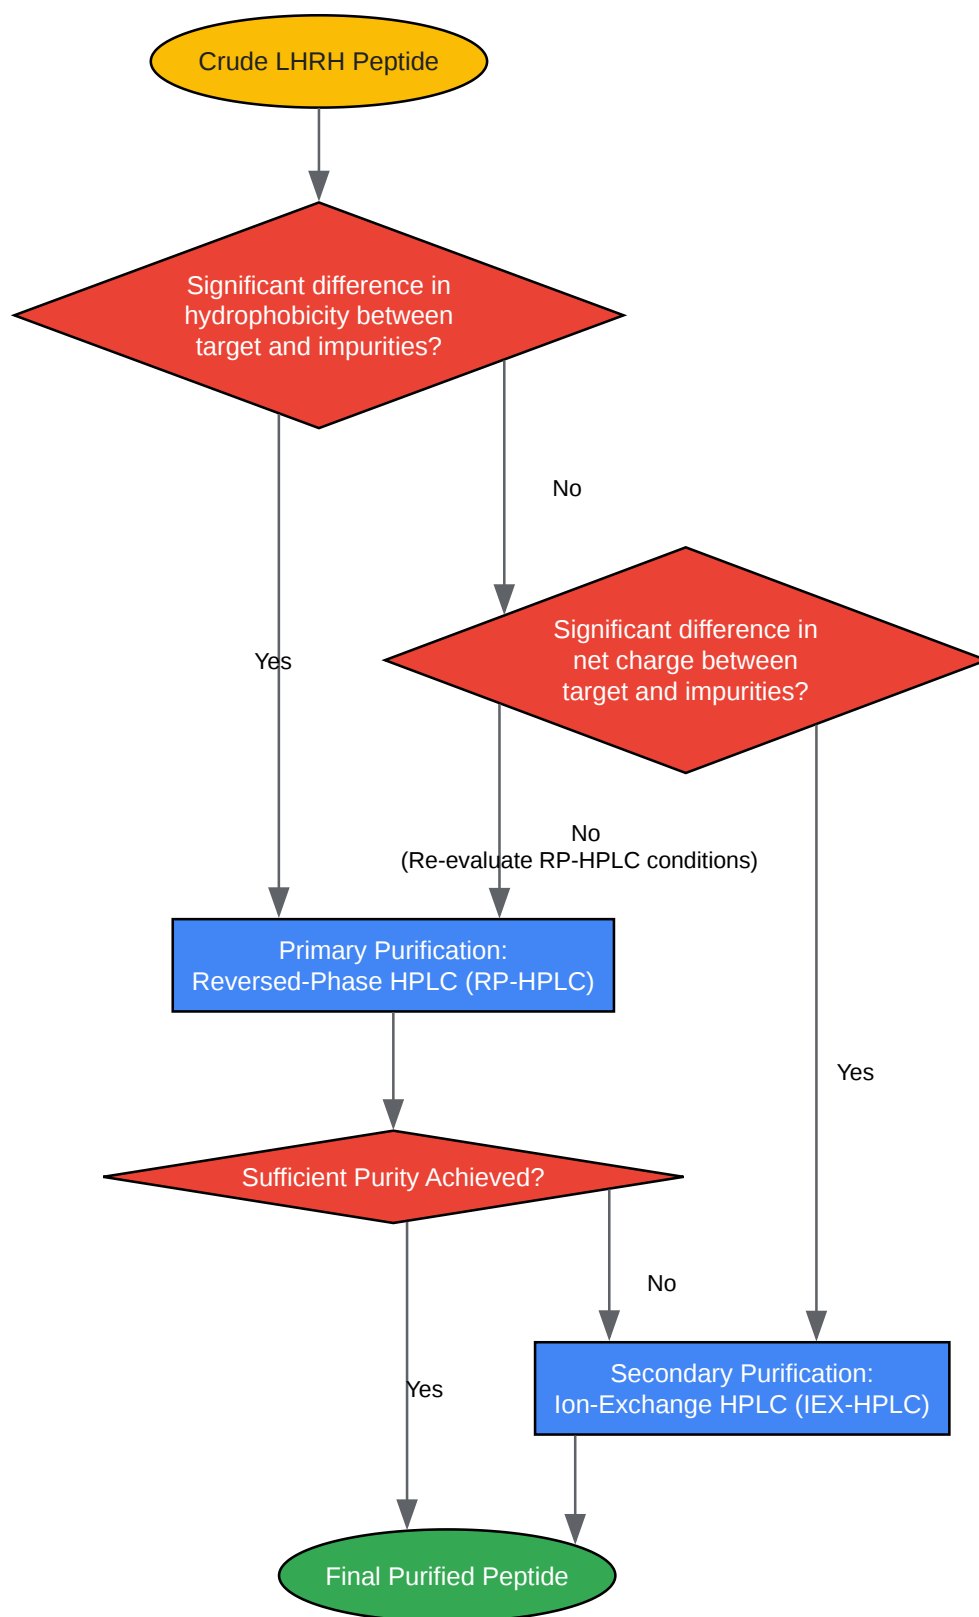 Crude LHRH Peptide
Significant difference in
hydrophobicity between
target and impurities?
No
Significant difference in
net charge between
target and impurities?
Yes
No
(Re-evaluate RP-HPLC conditions)
Primary Purification:
Reversed-Phase HPLC (RP-HPLC)
Yes
Sufficient Purity Achieved?
No
Secondary Purification:
Ion-Exchange HPLC (IEX-HPLC)
Yes
Final Purified Peptide